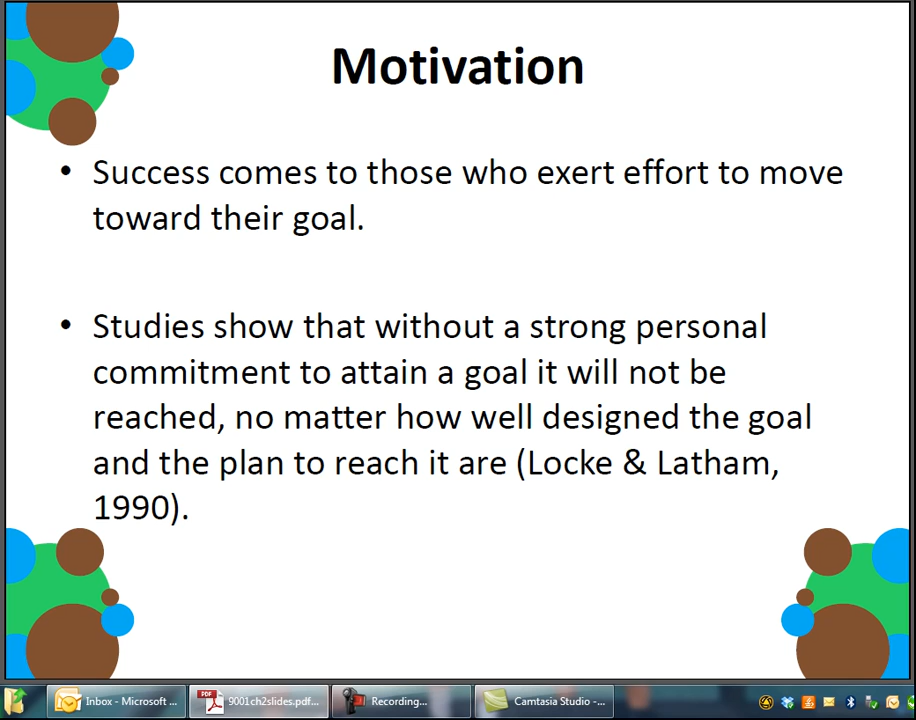 Motivation
• Success comes to those who exert effort to move
toward their goal.
• Studies show that without a strong personal
commitment to attain a goal it will not be
reached, no matter how well designed the goal
and the plan to reach it are (Locke & Latham,
1990).
Inbox - Microsoft ...
PDF
9001ch2slides.pdf...
Recording...
Camtasia Studio -...